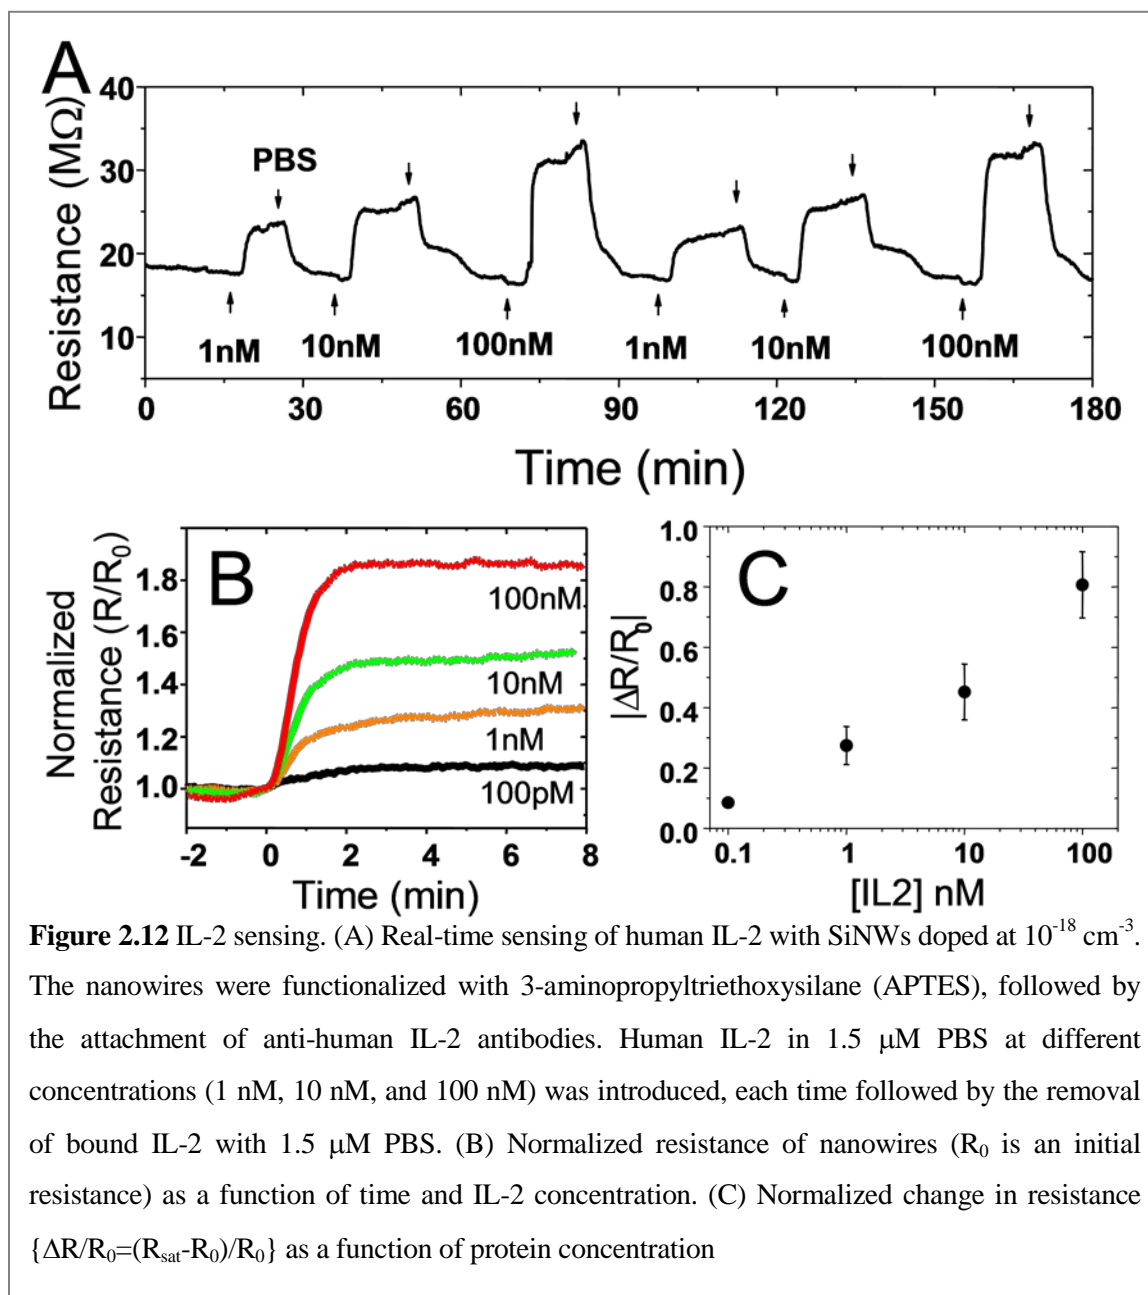 A
40
30
20
10
Resistance (MΩ)
PBS
1nM
10nM
100nM
1nM
10nM
100nM
0
30
60
90
120
150
180
Time (min)
B
1.8
1.6
1.4
1.2
1.0
Normalized
Resistance (R/R₀)
100nM
10nM
1nM
100pM
-2
0
2
4
6
8
Time (min)
C
1.0
0.8
0.6
0.4
0.2
0.0
|ΔR/R₀|
0.1
1
10
100
[IL2] nM
Figure 2.12 IL-2 sensing. (A) Real-time sensing of human IL-2 with SiNWs doped at 10⁻¹⁸ cm⁻³.
The nanowires were functionalized with 3-aminopropyltriethoxysilane (APTES), followed by
the attachment of anti-human IL-2 antibodies. Human IL-2 in 1.5 μM PBS at different
concentrations (1 nM, 10 nM, and 100 nM) was introduced, each time followed by the removal
of bound IL-2 with 1.5 μM PBS. (B) Normalized resistance of nanowires (R₀ is an initial
resistance) as a function of time and IL-2 concentration. (C) Normalized change in resistance
{ΔR/R₀=(Rsat-R₀)/R₀} as a function of protein concentration